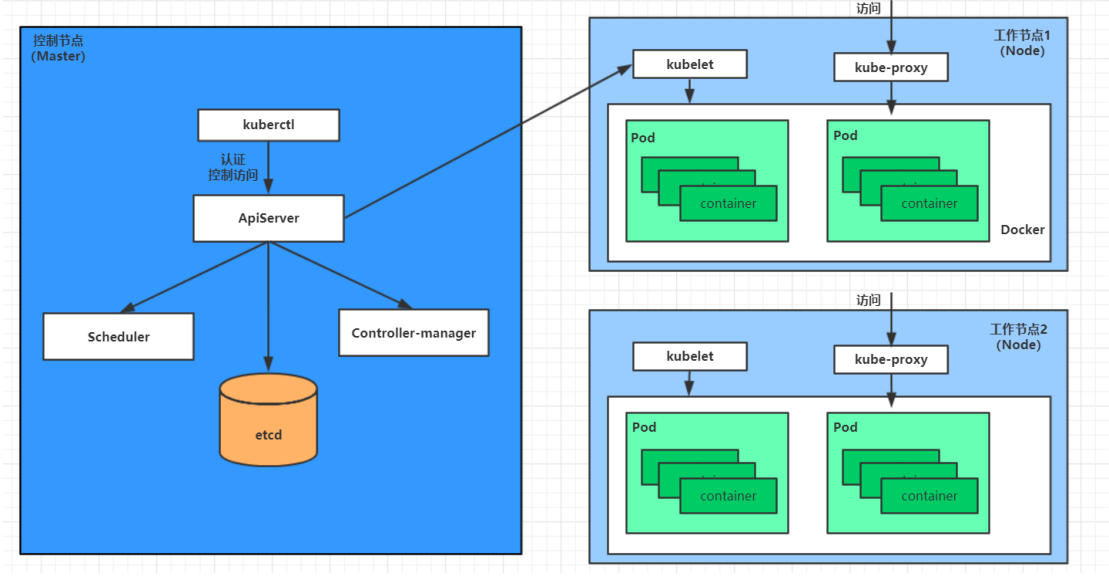 控制节点
(Master)
kuberctl
认证
控制访问
ApiServer
Scheduler
Controller-manager
etcd
访问
工作节点1
(Node)
kubelet
kube-proxy
Pod
container
Pod
container
Docker
访问
工作节点2
(Node)
kubelet
kube-proxy
Pod
container
Pod
container